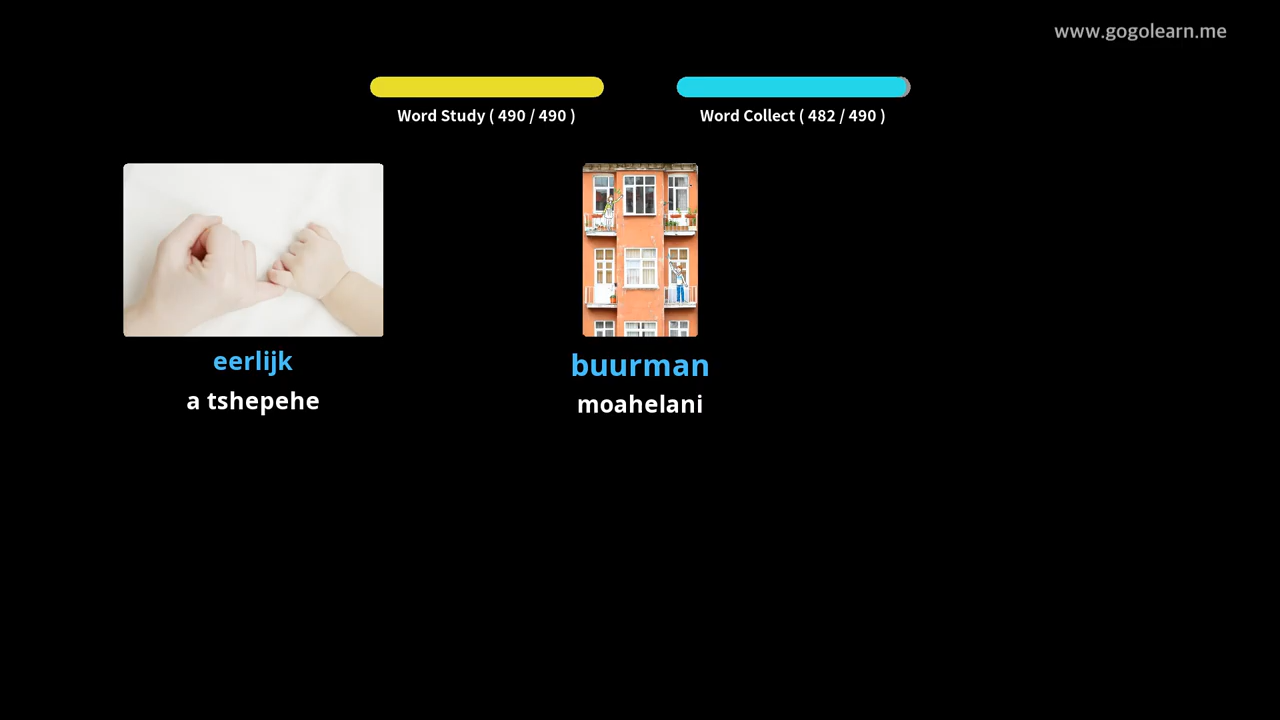 www.gogolearn.me
Word Study ( 490 / 490 )
Word Collect ( 482 / 490 )
eerlijk
a tshepehe
buurman
moahelani